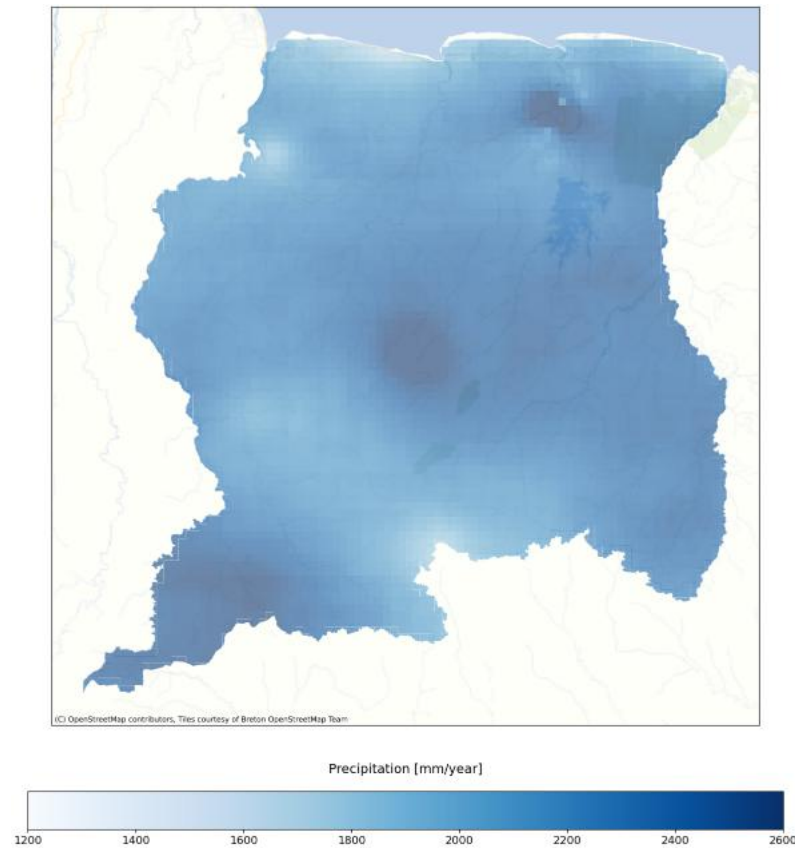 (C) OpenStreetMap contributors, Tiles courtesy of Breton OpenStreetMap Team
Precipitation [mm/year]
1200 1400 1600 1800 2000 2200 2400 2600